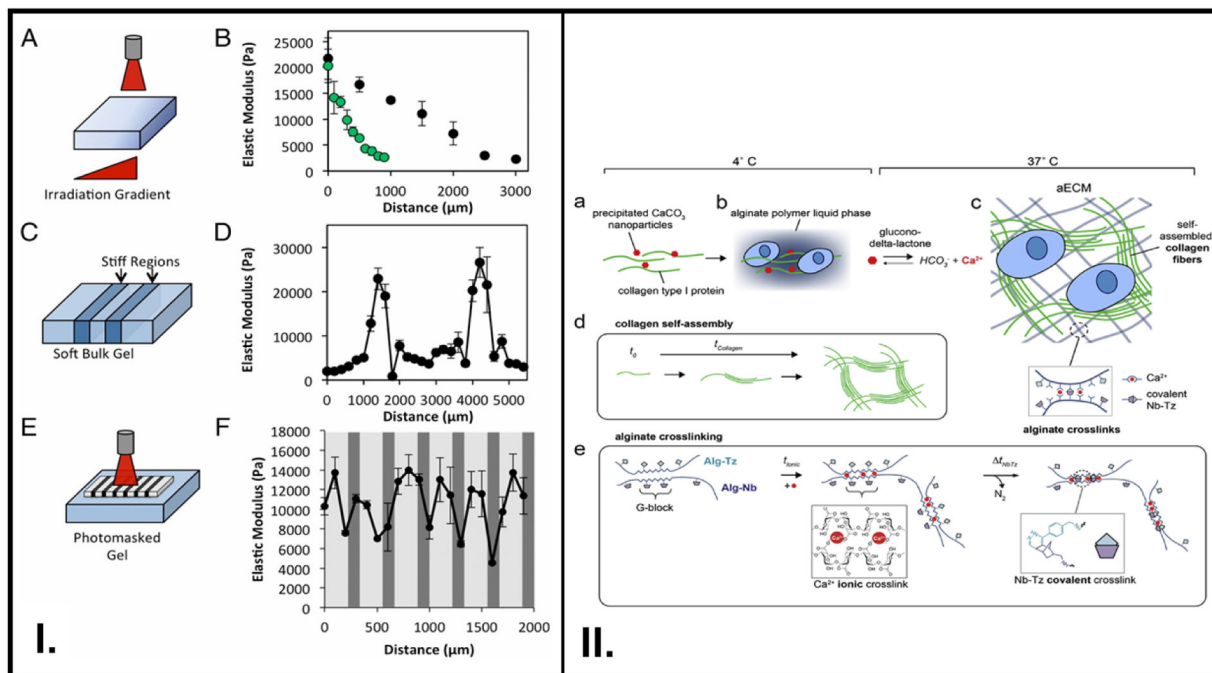 A
Irradiation Gradient
B
Elastic Modulus (Pa)
25000
20000
15000
10000
5000
0
0 1000 2000 3000
Distance (µm)
C
Stiff Regions
Soft Bulk Gel
D
Elastic Modulus (Pa)
30000
20000
10000
0
0 1000 2000 3000 4000 5000
Distance (µm)
E
Photomasked
Gel
F
Elastic Modulus (Pa)
18000
16000
14000
12000
10000
8000
6000
4000
2000
0
0 500 1000 1500 2000
Distance (µm)
I.
4° C
37° C
a
precipitated CaCO₃
nanoparticles
collagen type I protein
b
alginate polymer liquid phase
glucono-
delta-lactone
HCO₃⁻ + Ca²⁺
c
aECM
self-
assembled
collagen
fibers
Ca²⁺
covalent
Nb-Tz
alginate crosslinks
d
collagen self-assembly
t₀
tCollagen
e
alginate crosslinking
Alg-Tz
Alg-Nb
G-block
tIonic
+
Ca²⁺ Ca²⁺
Ca²⁺ ionic crosslink
ΔtNbTz
N₂
Nb-Tz covalent crosslink
II.